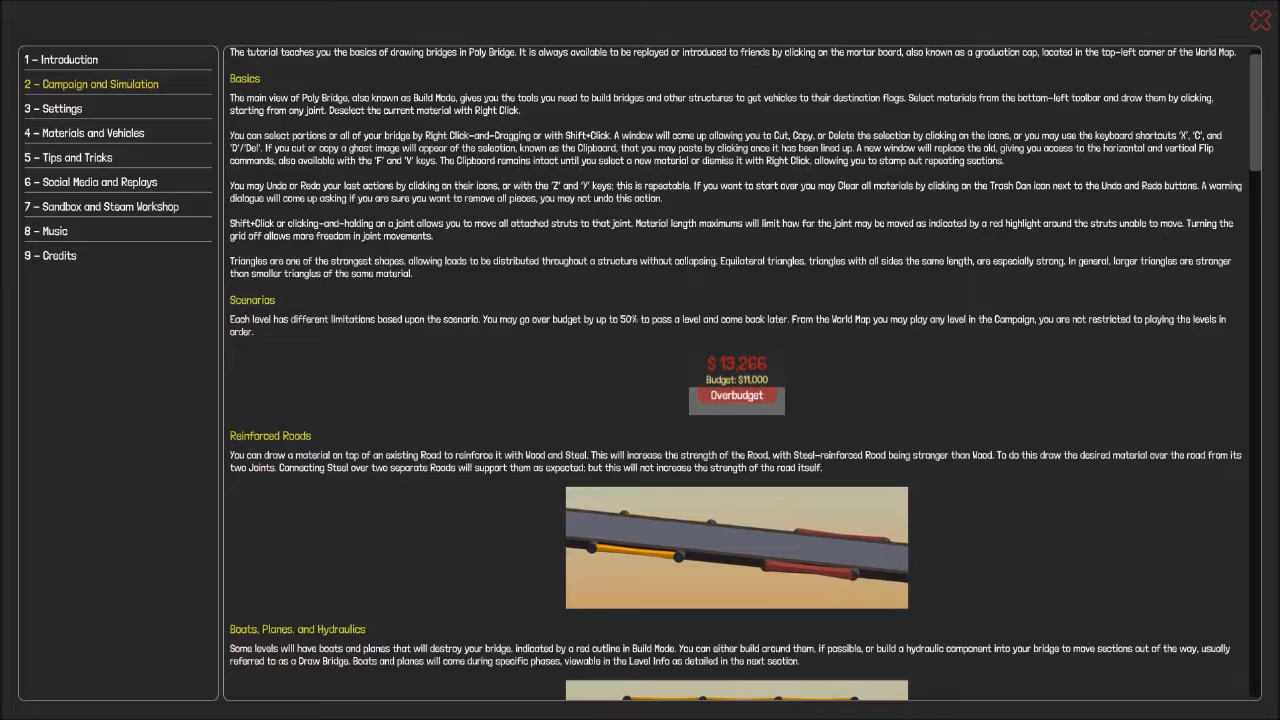 1 - Introduction
2 - Campaign and Simulation
3 - Settings
4 - Materials and Vehicles
5 - Tips and Tricks
6 - Social Media and Replays
7 - Sandbox and Steam Workshop
8 - Music
9 - Credits
The tutorial teaches you the basics of drawing bridges in Poly Bridge. It is always available to be replayed or introduced to friends by clicking on the mortar board, also known as a graduation cap, located in the top-left corner of the World Map.
Basics
The main view of Poly Bridge, also known as Build Mode, gives you the tools you need to build bridges and other structures to get vehicles to their destination flags. Select materials from the bottom-left toolbar and draw them by clicking,
starting from any joint. Deselect the current material with Right Click.
You can select portions or all of your bridge by Right Click-and-Dragging or with Shift+Click. A window will come up allowing you to Cut, Copy, or Delete the selection by clicking on the icons, or you may use the keyboard shortcuts 'X', 'C', and
'D'/'Del'. If you cut or copy a ghost image will appear of the selection, known as the Clipboard, that you may paste by clicking once it has been lined up. A new window will replace the old, giving you access to the horizontal and vertical Flip
commands, also available with the 'F' and 'V' keys. The Clipboard remains intact until you select a new material or dismiss it with Right Click, allowing you to stamp out repeating sections.
You may Undo or Redo your last actions by clicking on their icons, or with the 'Z' and 'Y' keys; this is repeatable. If you want to start over you may Clear all materials by clicking on the Trash Can icon next to the Undo and Redo buttons. A warning
dialogue will come up asking if you are sure you want to remove all pieces, you may not undo this action.
Shift+Click or clicking-and-holding on a joint allows you to move all attached struts to that joint. Material length maximums will limit how far the joint may be moved as indicated by a red highlight around the struts unable to move. Turning the
grid off allows more freedom in joint movements.
Triangles are one of the strongest shapes, allowing loads to be distributed throughout a structure without collapsing. Equilateral triangles, triangles with all sides the same length, are especially strong. In general, larger triangles are stronger
than smaller triangles of the same material.
Scenarios
Each level has different limitations based upon the scenario. You may go over budget by up to 50% to pass a level and come back later. From the World Map you may play any level in the Campaign, you are not restricted to playing the levels in
order.
$ 13,266
Budget: $11,000
Overbudget
Reinforced Roads
You can draw a material on top of an existing Road to reinforce it with Wood and Steel. This will increase the strength of the Road, with Steel-reinforced Road being stronger than Wood. To do this draw the desired material over the road from its
two Joints. Connecting Steel over two separate Roads will support them as expected; but this will not increase the strength of the road itself.
Boats, Planes, and Hydraulics
Some levels will have boats and planes that will destroy your bridge, indicated by a red outline in Build Mode. You can either build around them, if possible, or build a hydraulic component into your bridge to move sections out of the way, usually
referred to as a Draw Bridge. Boats and planes will come during specific phases, viewable in the Level Info as detailed in the next section.